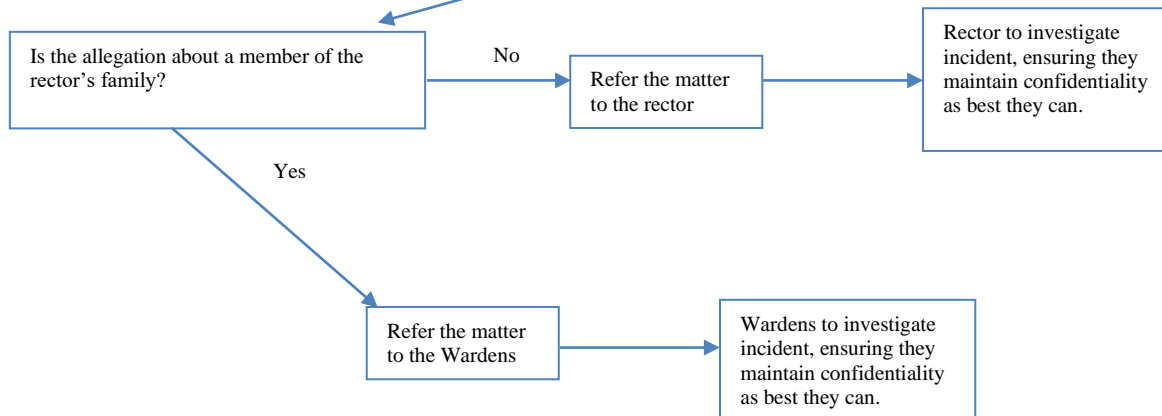 Is the allegation about a member of the
rector's family?
No
Refer the matter
to the rector
Rector to investigate
incident, ensuring they
maintain confidentiality
as best they can.
Yes
Refer the matter
to the Wardens
Wardens to investigate
incident, ensuring they
maintain confidentiality
as best they can.